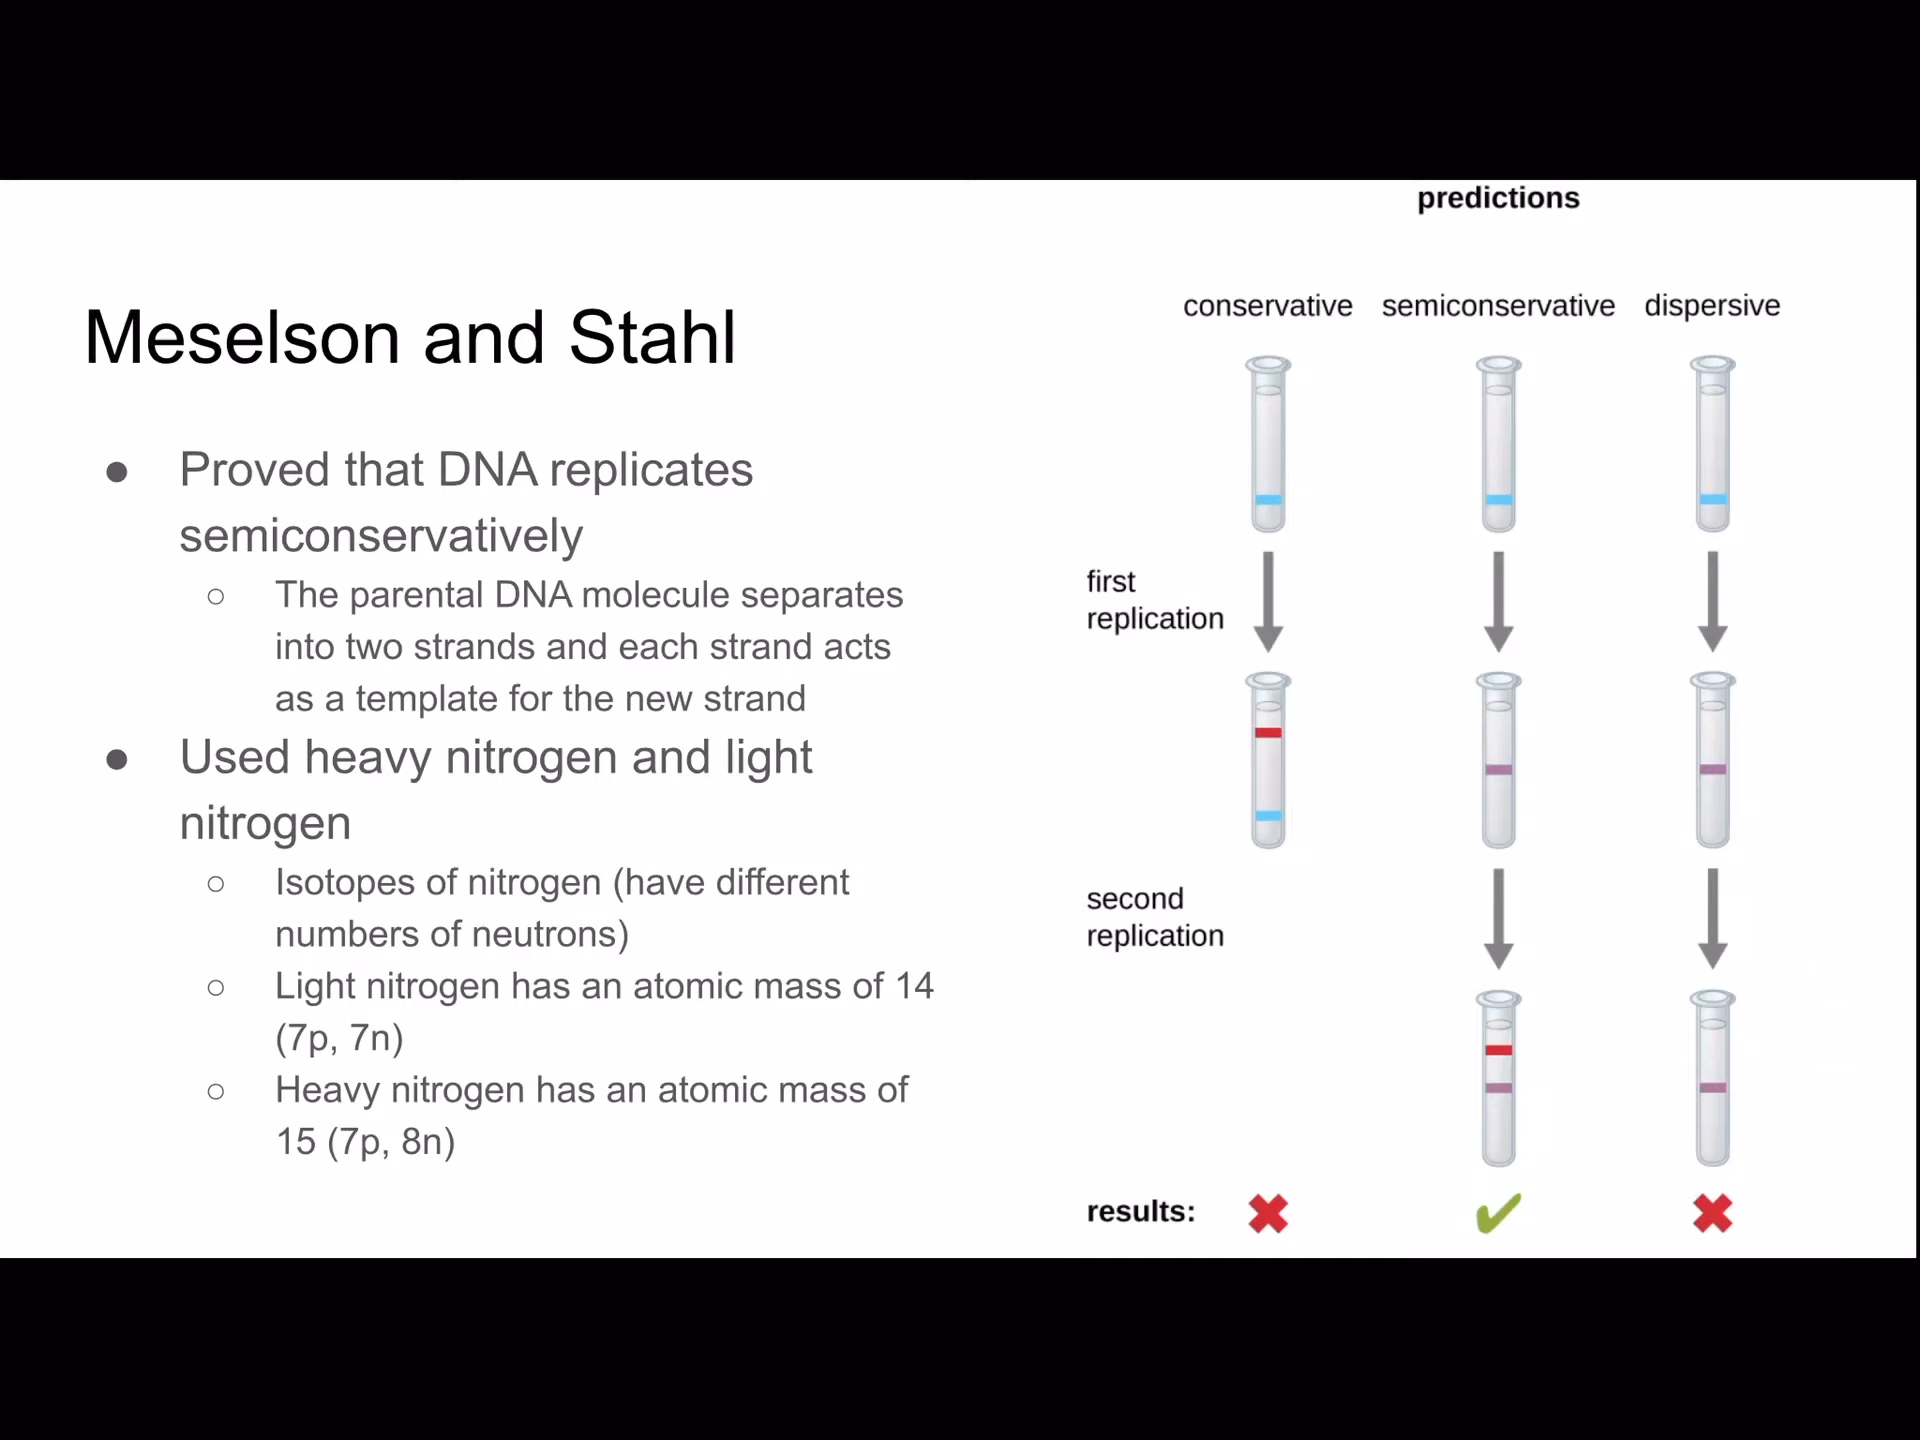 Meselson and Stahl
● Proved that DNA replicates
semiconservatively
○ The parental DNA molecule separates
into two strands and each strand acts
as a template for the new strand
● Used heavy nitrogen and light
nitrogen
○ Isotopes of nitrogen (have different
numbers of neutrons)
○ Light nitrogen has an atomic mass of 14
(7p, 7n)
○ Heavy nitrogen has an atomic mass of
15 (7p, 8n)
predictions
conservative semiconservative dispersive
first
replication
second
replication
results: